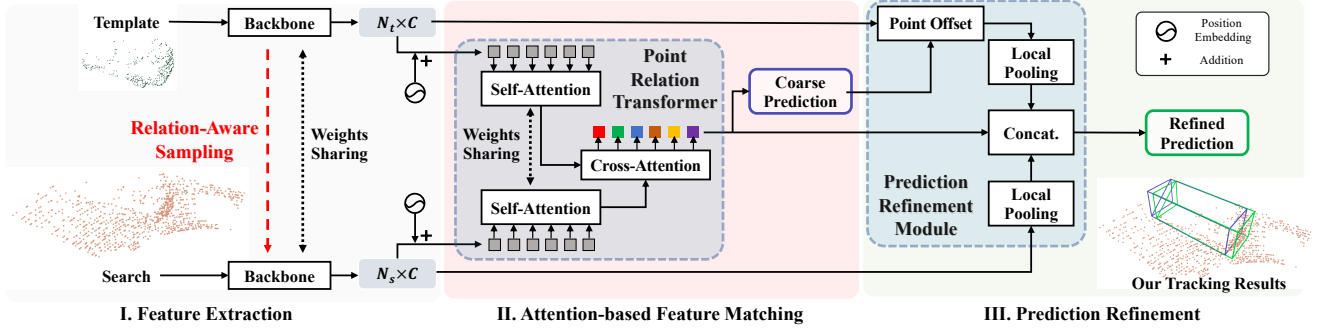 Template
Backbone
N_t×C
Relation-Aware
Sampling
Weights
Sharing
Search
Backbone
N_s×C
I. Feature Extraction
+
Self-Attention
Point
Relation
Transformer
Weights
Sharing
Cross-Attention
Self-Attention
+
Coarse
Prediction
II. Attention-based Feature Matching
Point Offset
Local
Pooling
Concat.
Local
Pooling
Prediction
Refinement
Module
Position
Embedding
+ Addition
Refined
Prediction
Our Tracking Results
III. Prediction Refinement